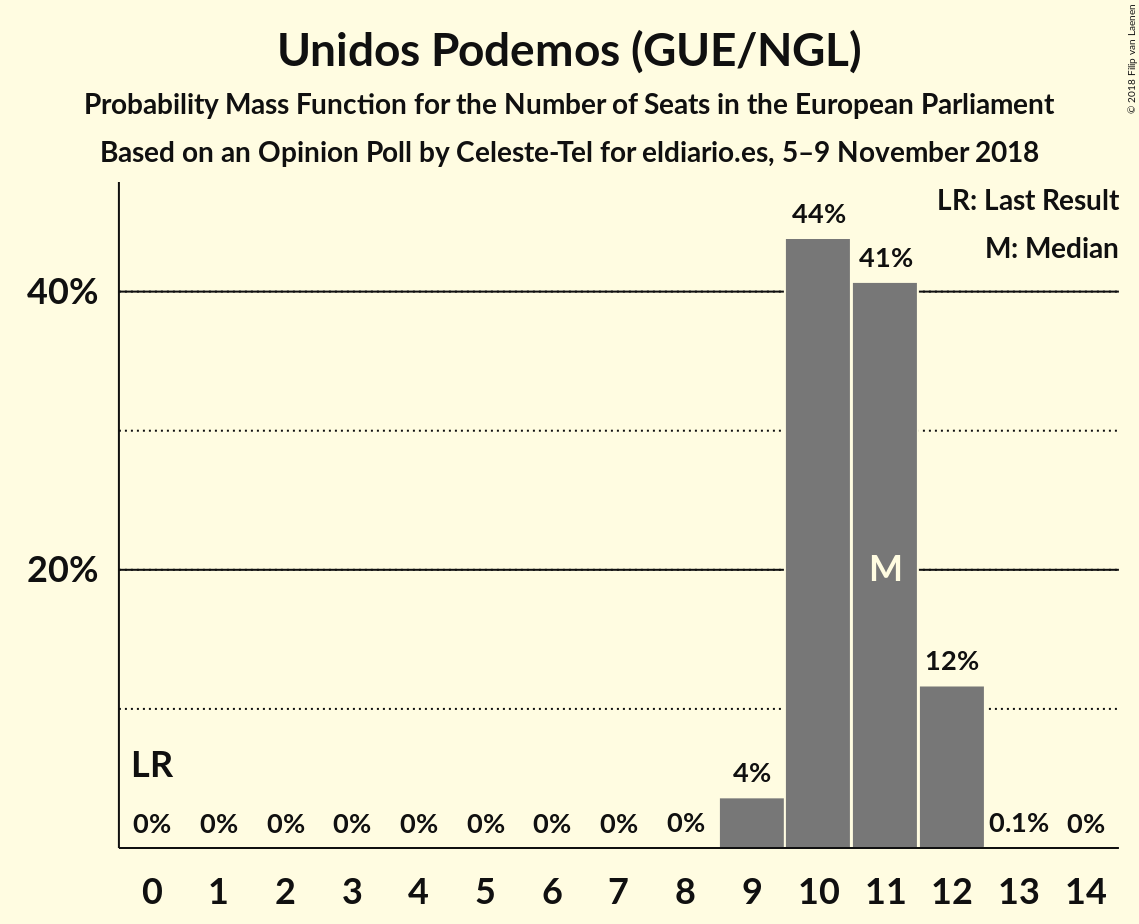 Unidos Podemos (GUE/NGL)
Probability Mass Function for the Number of Seats in the European Parliament
Based on an Opinion Poll by Celeste-Tel for eldiario.es, 5–9 November 2018
© 2018 Filip van Laenen
LR: Last Result
M: Median
44%
41%
40%
20%
M
12%
LR
4%
0% 0% 0% 0% 0% 0% 0% 0% 0% 0.1% 0%
0 1 2 3 4 5 6 7 8 9 10 11 12 13 14